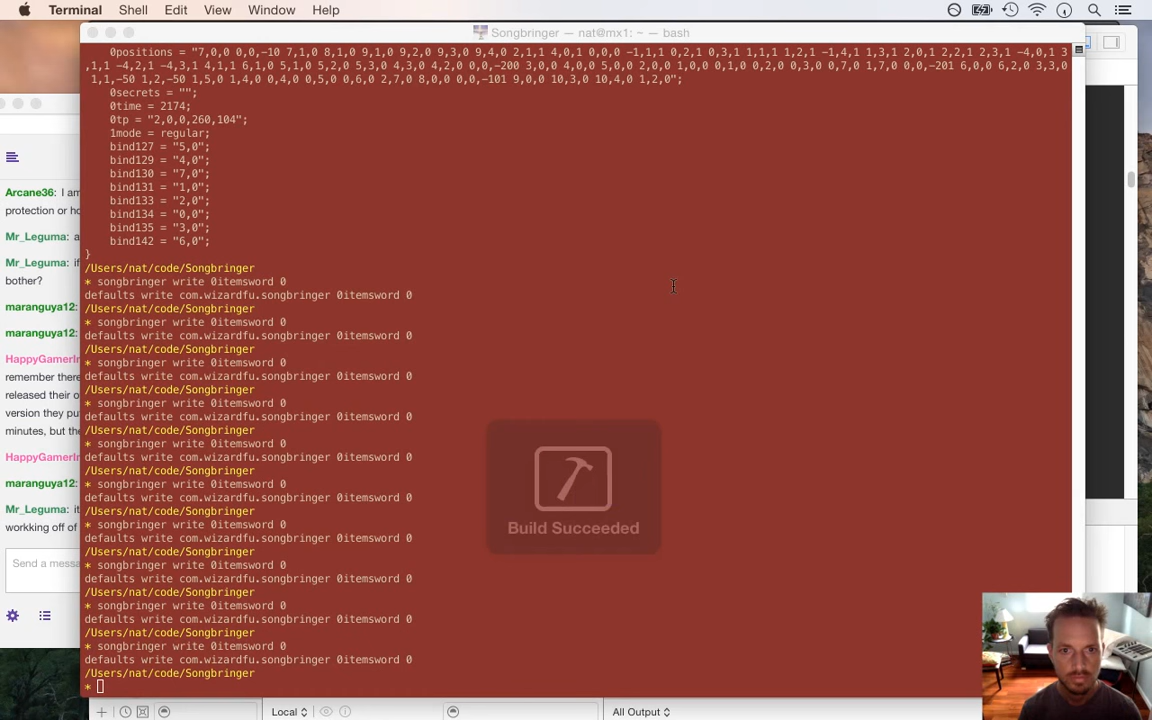 Terminal Shell Edit View Window Help
Songbringer — nat@mx1: ~ — bash
0positions = "7,0,0 0,0,-10 7,1,0 8,1,0 9,1,0 9,2,0 9,3,0 9,4,0 2,1,1 4,0,1 0,0,0 -1,1,1 0,2,1 0,3,1 1,1,1 1,2,1 -1,4,1 1,3,1 2,0,1 2,2,1 2,3,1 -4,0,1 3
,1,1 -4,2,1 -4,3,1 4,1,1 6,1,0 5,1,0 5,2,0 5,3,0 4,3,0 4,2,0 0,0,-200 3,0,0 4,0,0 5,0,0 2,0,0 1,0,0 0,1,0 0,2,0 0,3,0 0,7,0 1,7,0 0,0,-201 6,0,0 6,2,0 3,3,0
1,1,-50 1,2,-50 1,5,0 1,4,0 0,4,0 0,5,0 0,6,0 2,7,0 8,0,0 0,0,-101 9,0,0 10,3,0 10,4,0 1,2,0";
0secrets = "";
0time = 2174;
0tp = "2,0,0,260,104";
1mode = regular;
bind127 = "5,0";
bind129 = "4,0";
bind130 = "7,0";
bind131 = "1,0";
bind133 = "2,0";
bind134 = "0,0";
bind135 = "3,0";
bind142 = "6,0";
}
/Users/nat/code/Songbringer
* songbringer write 0itemsword 0
defaults write com.wizardfu.songbringer 0itemsword 0
/Users/nat/code/Songbringer
* songbringer write 0itemsword 0
defaults write com.wizardfu.songbringer 0itemsword 0
/Users/nat/code/Songbringer
* songbringer write 0itemsword 0
defaults write com.wizardfu.songbringer 0itemsword 0
/Users/nat/code/Songbringer
* songbringer write 0itemsword 0
defaults write com.wizardfu.songbringer 0itemsword 0
/Users/nat/code/Songbringer
* songbringer write 0itemsword 0
defaults write com.wizardfu.songbringer 0itemsword 0
/Users/nat/code/Songbringer
* songbringer write 0itemsword 0
defaults write com.wizardfu.songbringer 0itemsword 0
/Users/nat/code/Songbringer
* songbringer write 0itemsword 0
defaults write com.wizardfu.songbringer 0itemsword 0
/Users/nat/code/Songbringer
* songbringer write 0itemsword 0
defaults write com.wizardfu.songbringer 0itemsword 0
/Users/nat/code/Songbringer
* songbringer write 0itemsword 0
defaults write com.wizardfu.songbringer 0itemsword 0
/Users/nat/code/Songbringer
* songbringer write 0itemsword 0
defaults write com.wizardfu.songbringer 0itemsword 0
/Users/nat/code/Songbringer
*
Build Succeeded
Arcane36: I am
protection or
Mr_Leguma:
Mr_Leguma: if
bother?
maranguya12:
maranguya12:
HappyGamerIn
remember there
released their o
version they pu
minutes, but the
HappyGamerIn
maranguya12:
Mr_Leguma: it
workking off of
Send a messa
Local
All Output